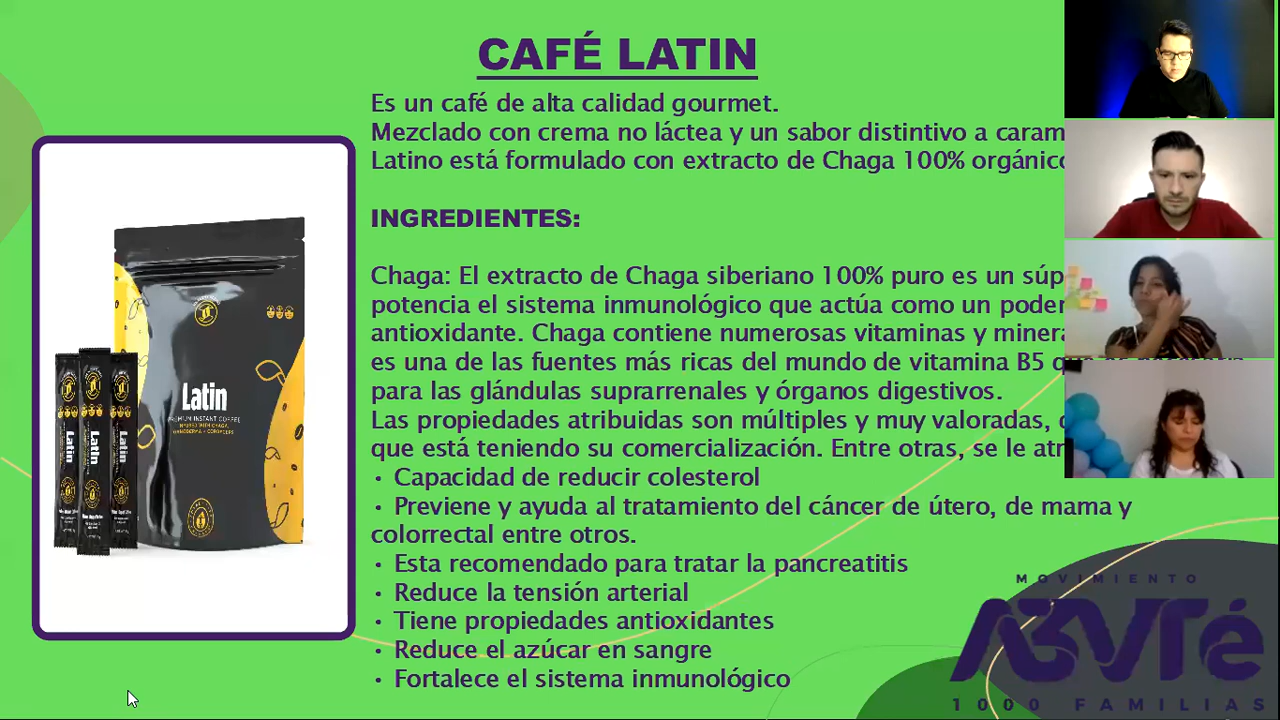 CAFÉ LATIN
Es un café de alta calidad gourmet.
Mezclado con crema no láctea y un sabor distintivo a caram
Latino está formulado con extracto de Chaga 100% orgánico
INGREDIENTES:
Chaga: El extracto de Chaga siberiano 100% puro es un súp
potencia el sistema inmunológico que actúa como un poder
antioxidante. Chaga contiene numerosas vitaminas y minera
es una de las fuentes más ricas del mundo de vitamina B5
para las glándulas suprarrenales y órganos digestivos.
Las propiedades atribuidas son múltiples y muy valoradas,
que está teniendo su comercialización. Entre otras, se le atr
• Capacidad de reducir colesterol
• Previene y ayuda al tratamiento del cáncer de útero, de mama y
colorrectal entre otros.
• Esta recomendado para tratar la pancreatitis
• Reduce la tensión arterial
• Tiene propiedades antioxidantes
• Reduce el azúcar en sangre
• Fortalece el sistema inmunológico
Latin
PREMIUM INSTANT COFFEE
Latin
Latin
Latin
MOVIMIENTO
1000 FAMILIAS